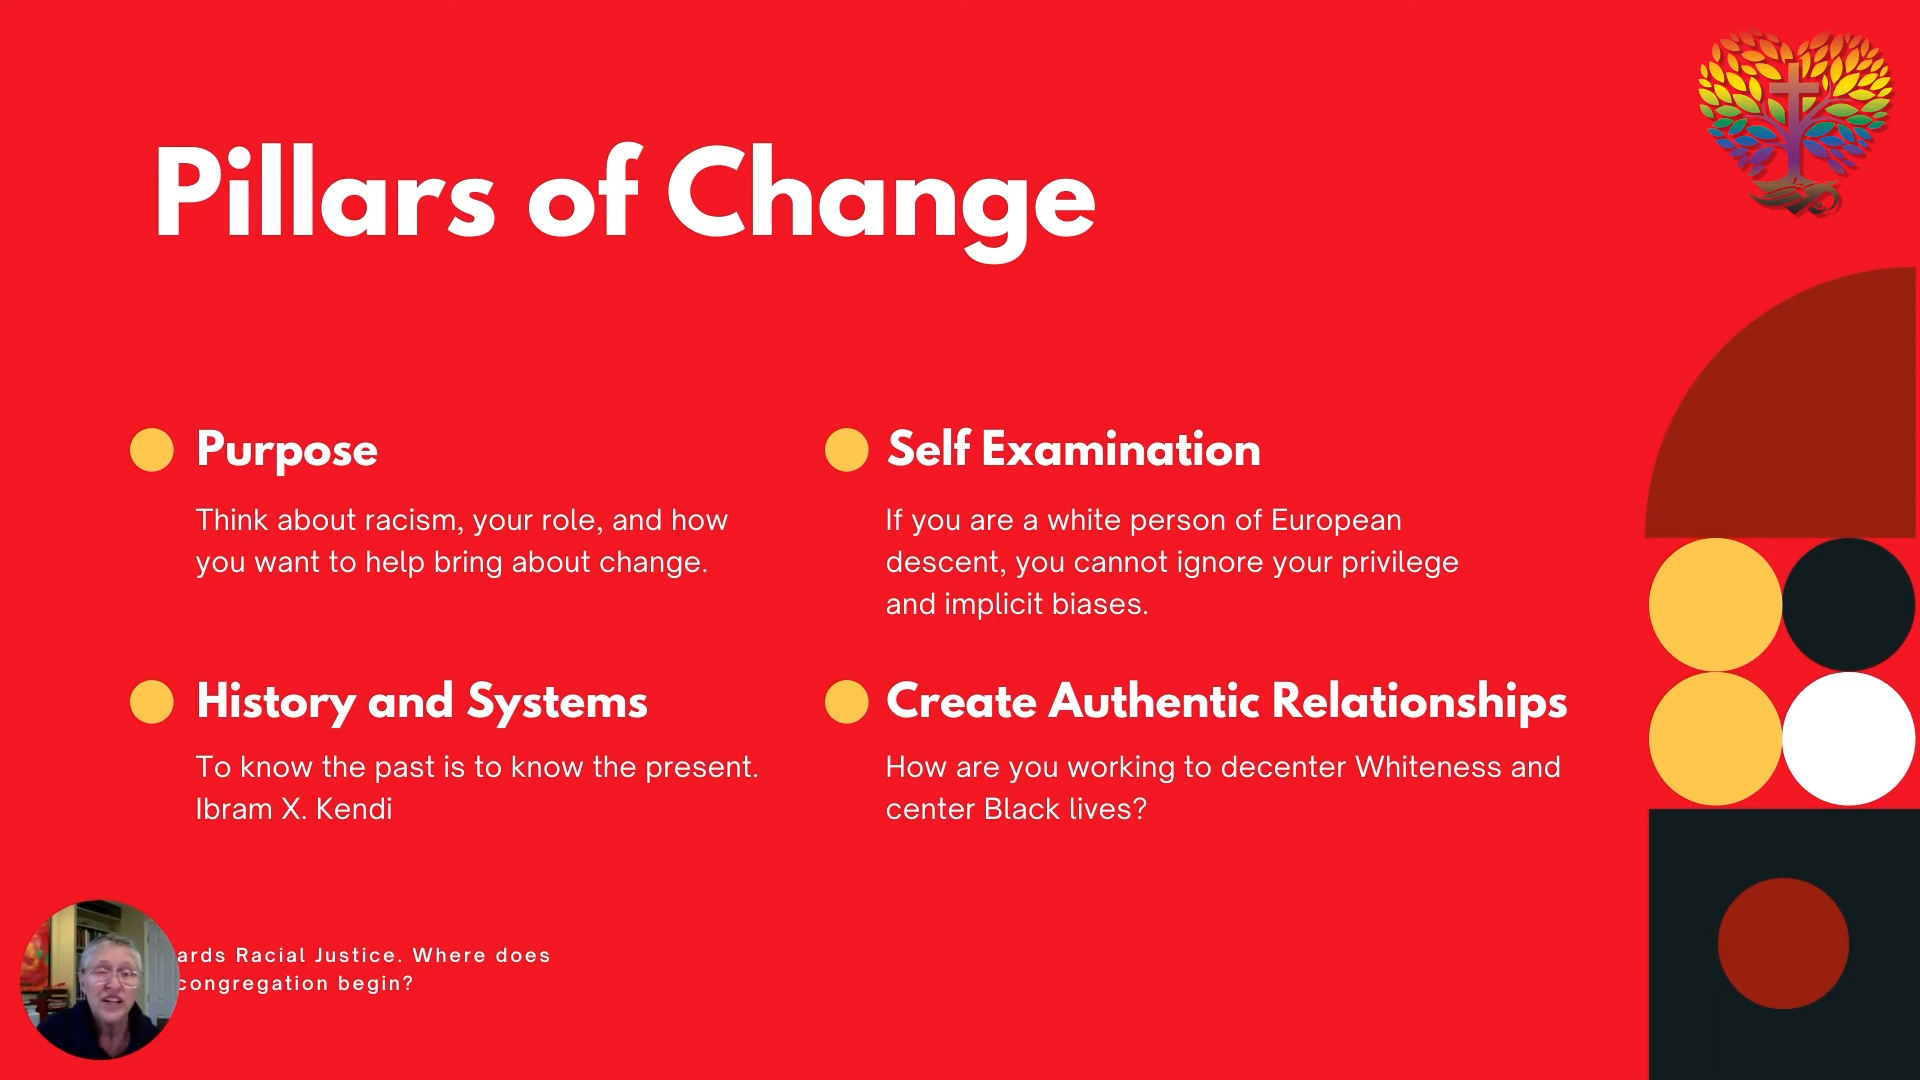 Pillars of Change
Purpose
Think about racism, your role, and how
you want to help bring about change.
Self Examination
If you are a white person of European
descent, you cannot ignore your privilege
and implicit biases.
History and Systems
To know the past is to know the present.
Ibram X. Kendi
Create Authentic Relationships
How are you working to decenter Whiteness and
center Black lives?
ards Racial Justice. Where does
congregation begin?